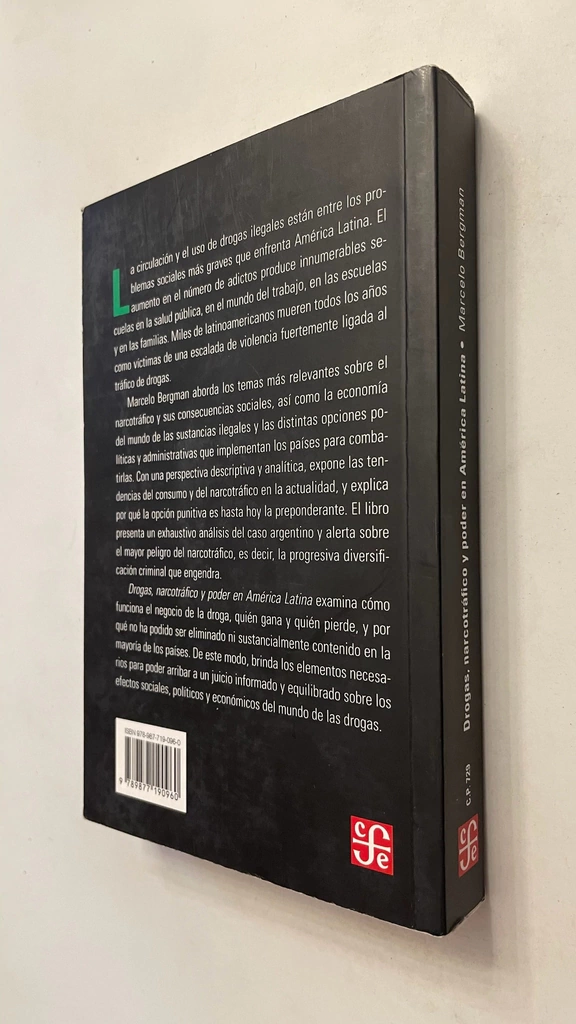 La circulación y el uso de drogas ilegales están entre los pro-
blemas sociales más graves que enfrenta América Latina. El
aumento en el número de adictos produce innumerables se-
cuelas en la salud pública, en el mundo del trabajo, en las escuelas
y en las familias. Miles de latinoamericanos mueren todos los años
como víctimas de una escalada de violencia fuertemente ligada al
tráfico de drogas.
Marcelo Bergman aborda los temas más relevantes sobre el
narcotráfico y sus consecuencias sociales, así como la economía
del mundo de las sustancias ilegales y las distintas opciones po-
líticas y administrativas que implementan los países para comba-
tirlas. Con una perspectiva descriptiva y analítica, expone las ten-
dencias del consumo y del narcotráfico en la actualidad, y explica
por qué la opción punitiva es hasta hoy la preponderante. El libro
presenta un exhaustivo análisis del caso argentino y alerta sobre
el mayor peligro del narcotráfico, es decir, la progresiva diversifi-
cación criminal que engendra.
Drogas, narcotráfico y poder en América Latina examina cómo
funciona el negocio de la droga, quién gana y quién pierde, y por
qué no ha podido ser eliminado ni sustancialmente contenido en la
mayoría de los países. De este modo, brinda los elementos necesa-
rios para poder arribar a un juicio informado y equilibrado sobre los
efectos sociales, políticos y económicos del mundo de las drogas.
ISBN 978-987-719-096-0
9 789877 190960
cfe
C.P. 729 Drogas, narcotráfico y poder en América Latina • Marcelo Bergman
cfe